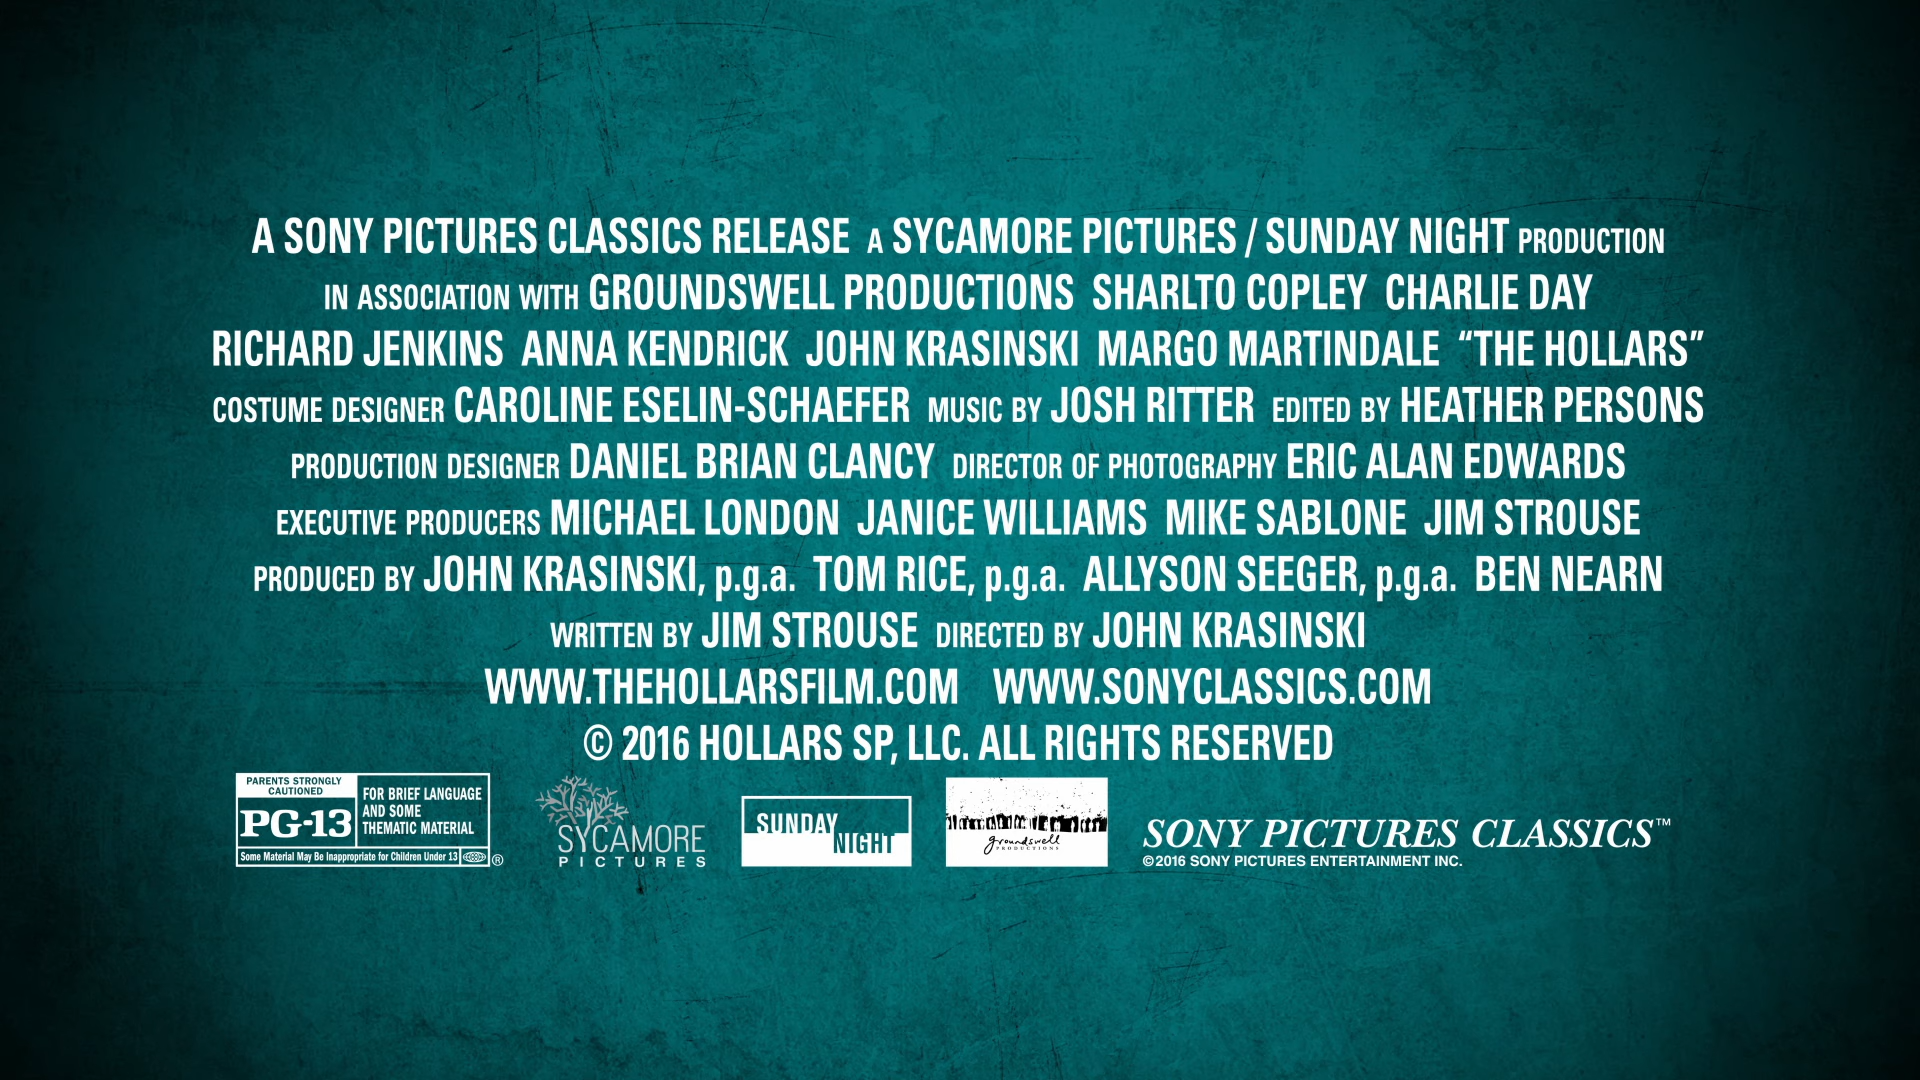 A SONY PICTURES CLASSICS RELEASE A SYCAMORE PICTURES / SUNDAY NIGHT PRODUCTION
IN ASSOCIATION WITH GROUNDSWELL PRODUCTIONS SHARLTO COPLEY CHARLIE DAY
RICHARD JENKINS ANNA KENDRICK JOHN KRASINSKI MARGO MARTINDALE “THE HOLLARS”
COSTUME DESIGNER CAROLINE ESELIN-SCHAEFER MUSIC BY JOSH RITTER EDITED BY HEATHER PERSONS
PRODUCTION DESIGNER DANIEL BRIAN CLANCY DIRECTOR OF PHOTOGRAPHY ERIC ALAN EDWARDS
EXECUTIVE PRODUCERS MICHAEL LONDON JANICE WILLIAMS MIKE SABLONE JIM STROUSE
PRODUCED BY JOHN KRASINSKI, p.g.a. TOM RICE, p.g.a. ALLYSON SEEGER, p.g.a. BEN NEARN
WRITTEN BY JIM STROUSE DIRECTED BY JOHN KRASINSKI
WWW.THEHOLLARSFILM.COM WWW.SONYCLASSICS.COM
© 2016 HOLLARS SP, LLC. ALL RIGHTS RESERVED
PARENTS STRONGLY
CAUTIONED
PG-13
FOR BRIEF LANGUAGE
AND SOME
THEMATIC MATERIAL
Some Material May Be Inappropriate for Children Under 13 ®
SYCAMORE
PICTURES
SUNDAY
NIGHT
groundswell
PRODUCTIONS
SONY PICTURES CLASSICS™
©2016 SONY PICTURES ENTERTAINMENT INC.